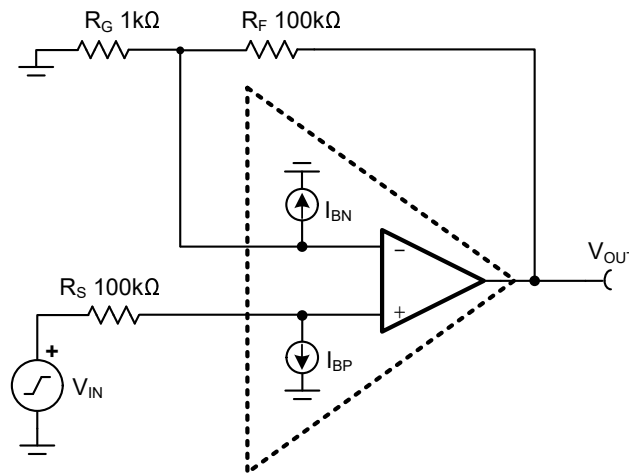 R_G 1kΩ
R_F 100kΩ
I_BN
−
V_OUT
R_S 100kΩ
+
+
I_BP
V_IN